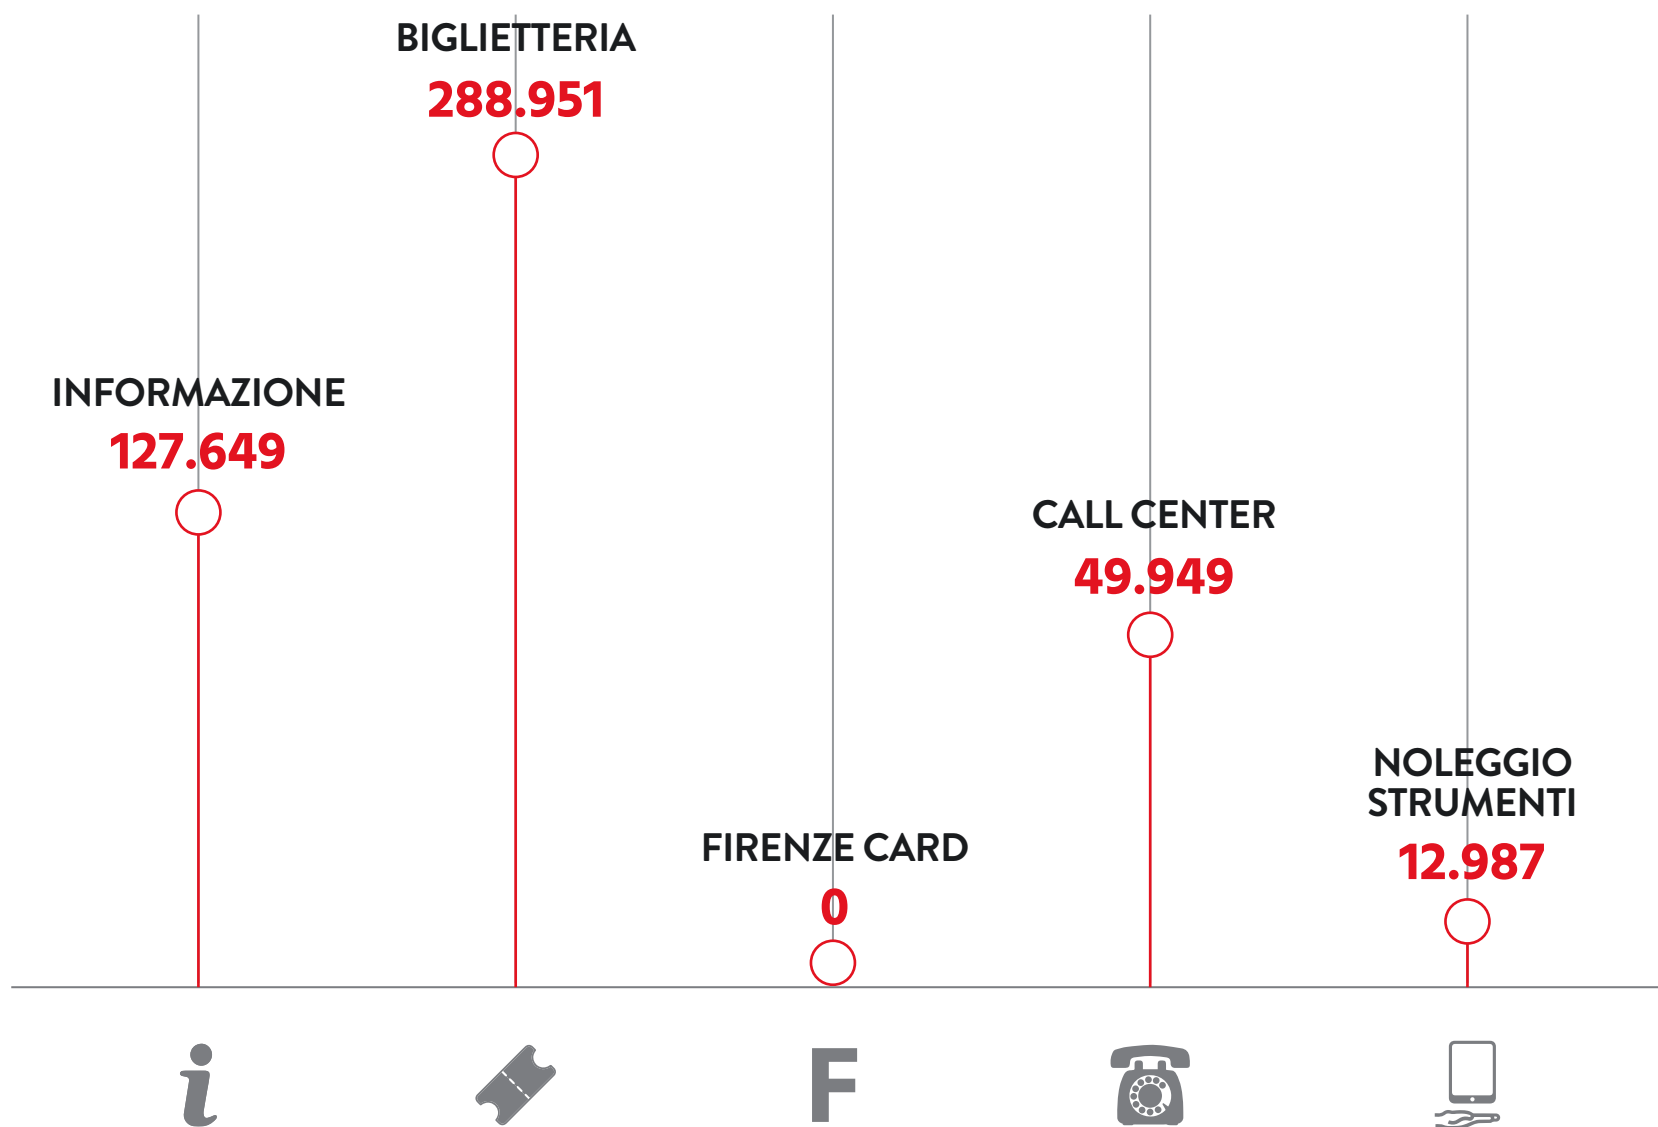 BIGLIETTERIA
288.951
INFORMAZIONE
127.649
CALL CENTER
49.949
NOLEGGIO
STRUMENTI
12.987
FIRENZE CARD
0
i
F